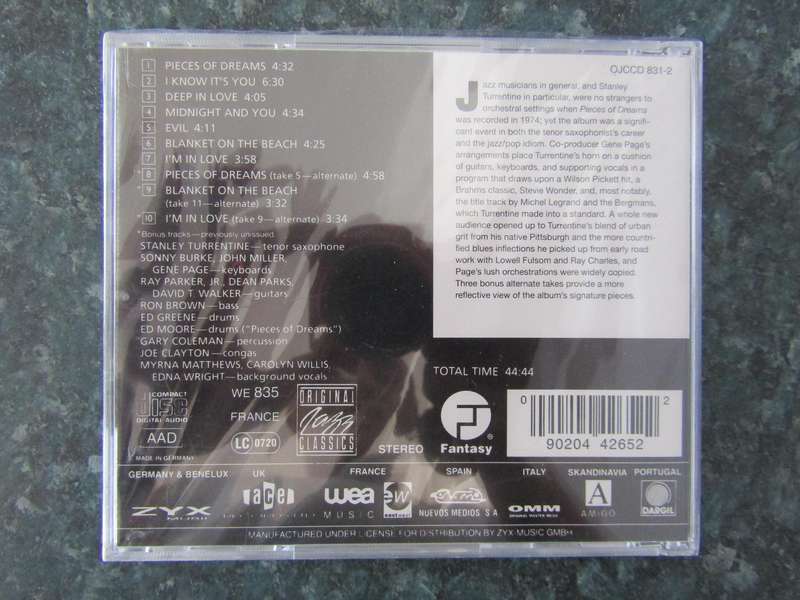 1 PIECES OF DREAMS 4:32
2 I KNOW IT'S YOU 6:30
3 DEEP IN LOVE 4:05
4 MIDNIGHT AND YOU 4:34
5 EVIL 4:11
6 BLANKET ON THE BEACH 4:25
7 I'M IN LOVE 3:58
*8 PIECES OF DREAMS (take 5—alternate) 4:58
*9 BLANKET ON THE BEACH
(take 11—alternate) 3:32
*10 I'M IN LOVE (take 9—alternate) 3:34
*Bonus tracks—previously unissued.
STANLEY TURRENTINE—tenor saxophone
SONNY BURKE, JOHN MILLER,
GENE PAGE—keyboards
RAY PARKER, JR., DEAN PARKS,
DAVID T. WALKER—guitars
RON BROWN—bass
ED GREENE—drums
ED MOORE—drums ("Pieces of Dreams")
GARY COLEMAN—percussion
JOE CLAYTON—congas
MYRNA MATTHEWS, CAROLYN WILLIS,
EDNA WRIGHT—background vocals
OJCCD 831-2
Jazz musicians in general, and Stanley
Turrentine in particular, were no strangers to
orchestral settings when Pieces of Dreams
was recorded in 1974; yet the album was a signifi-
cant event in both the tenor saxophonist's career
and the jazz/pop idiom. Co-producer Gene Page's
arrangements place Turrentine's horn on a cushion
of guitars, keyboards, and supporting vocals in a
program that draws upon a Wilson Pickett hit, a
Brahms classic, Stevie Wonder, and, most notably,
the title track by Michel Legrand and the Bergmans,
which Turrentine made into a standard. A whole new
audience opened up to Turrentine's blend of urban
grit from his native Pittsburgh and the more countri-
fied blues inflections he picked up from early road
work with Lowell Fulsom and Ray Charles, and
Page's lush orchestrations were widely copied.
Three bonus alternate takes provide a more
reflective view of the album's signature pieces.
TOTAL TIME 44:44
COMPACT
disc
DIGITAL AUDIO
AAD
MADE IN GERMANY
WE 835
FRANCE
LC 0720
ORIGINAL
Jazz
CLASSICS
STEREO
Fantasy
0 90204 42652 2
GERMANY & BENELUX UK FRANCE SPAIN ITALY SKANDINAVIA PORTUGAL
ZYX MUSIC
ace
wea MUSIC
ew east west
NUEVOS MEDIOS, S A
OMM
A AMIGO
DARGIL
MANUFACTURED UNDER LICENSE FOR DISTRIBUTION BY ZYX-MUSIC GMBH